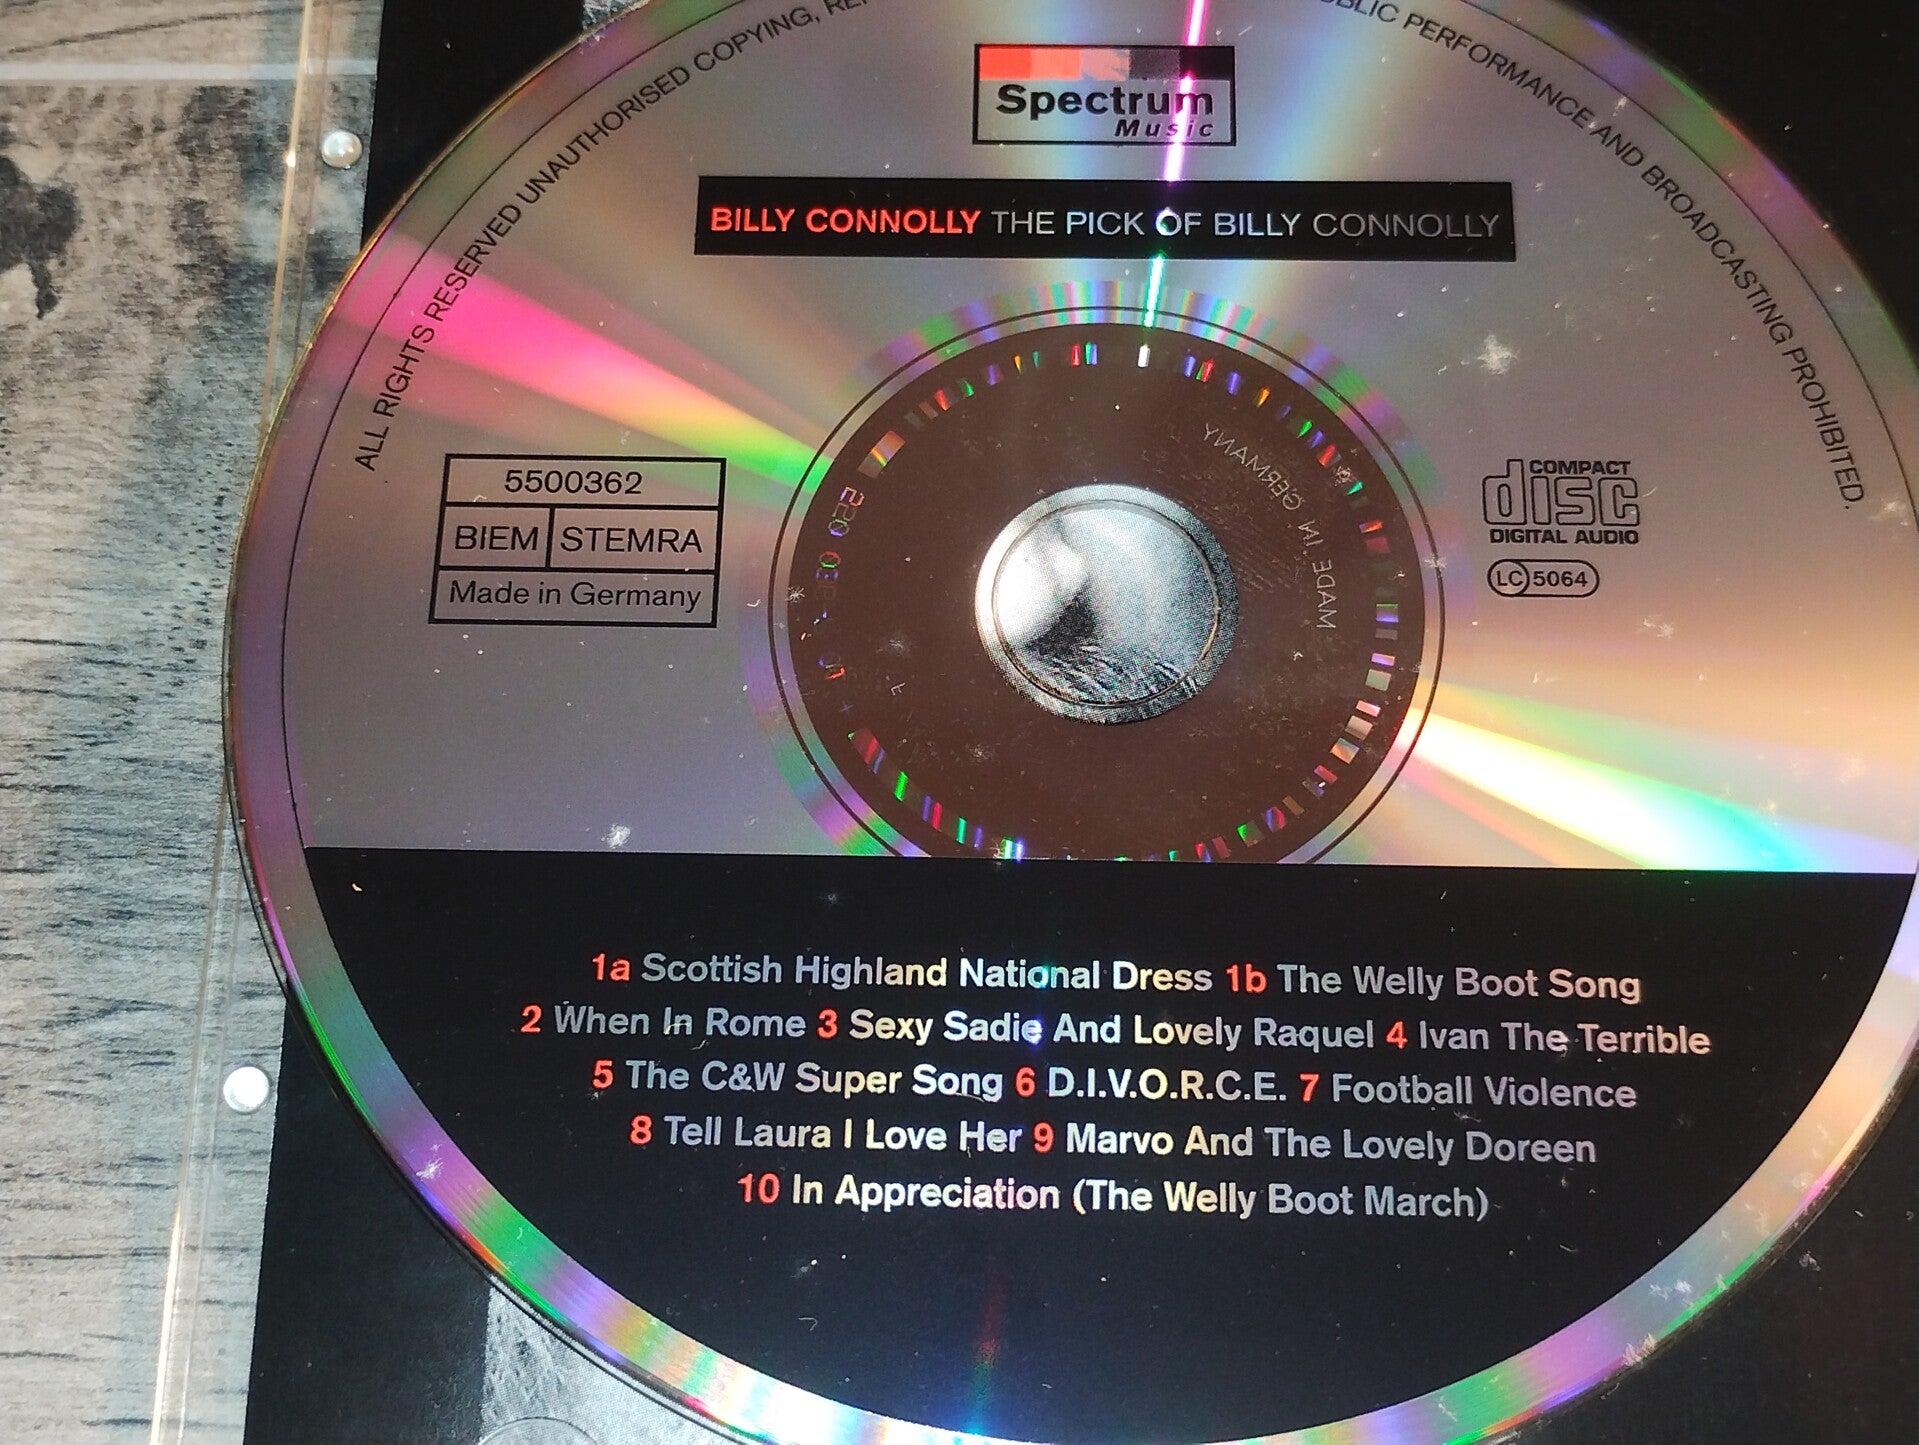 ALL RIGHTS RESERVED UNAUTHORISED COPYING,
PUBLIC PERFORMANCE AND BROADCASTING PROHIBITED.
Spectrum
Music
BILLY CONNOLLY THE PICK OF BILLY CONNOLLY
5500362
BIEM STEMRA
Made in Germany
MADE IN GERMANY
COMPACT
disc
DIGITAL AUDIO
LC 5064
1a Scottish Highland National Dress 1b The Welly Boot Song
2 When In Rome 3 Sexy Sadie And Lovely Raquel 4 Ivan The Terrible
5 The C&W Super Song 6 D.I.V.O.R.C.E. 7 Football Violence
8 Tell Laura I Love Her 9 Marvo And The Lovely Doreen
10 In Appreciation (The Welly Boot March)